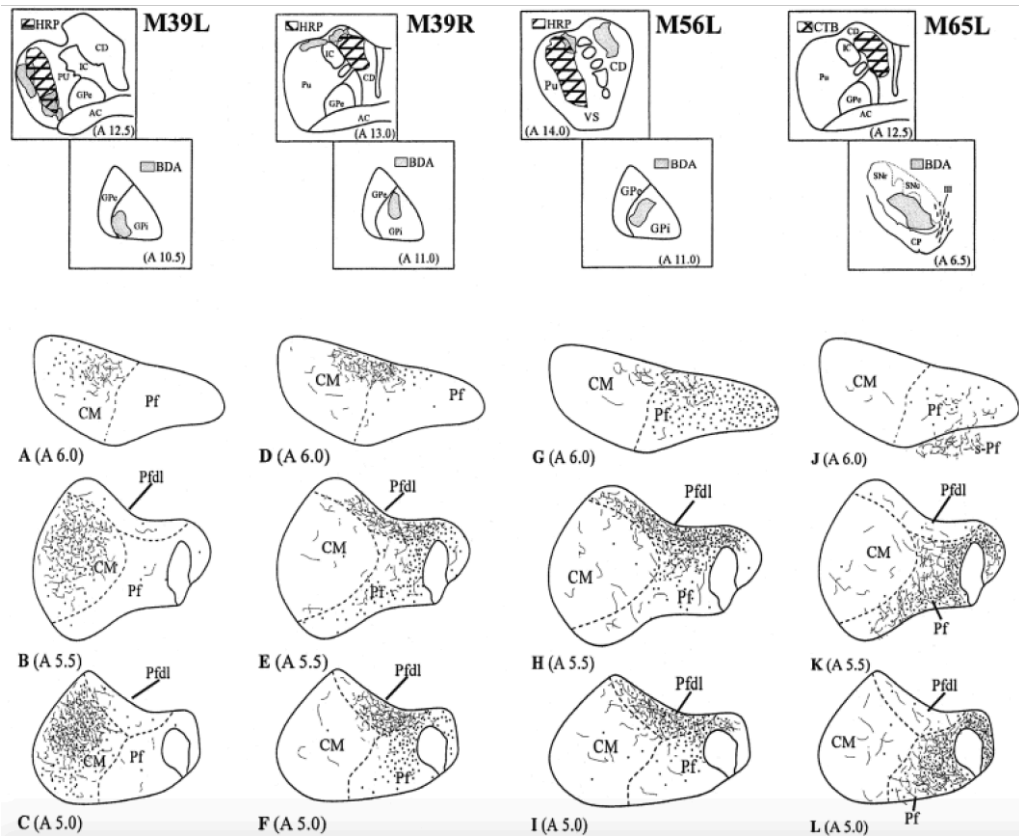 HRP M39L
CD
IC
PU
GPe
AC
(A 12.5)
BDA
GPe
GPi
(A 10.5)
HRP M39R
IC
Pu
CD
GPe
AC
(A 13.0)
BDA
GPe
GPi
(A 11.0)
HRP M56L
CD
Pu
VS
(A 14.0)
BDA
GPe
GPi
(A 11.0)
CTB M65L
CD
IC
Pu
GPe
AC
(A 12.5)
BDA
SNr
SNc
III
CP
(A 6.5)
CM Pf
A (A 6.0)
CM Pf
D (A 6.0)
CM Pf
G (A 6.0)
CM Pf
s-Pf
J (A 6.0)
Pfdl
CM
Pf
B (A 5.5)
Pfdl
CM
Pf
E (A 5.5)
Pfdl
CM
Pf
H (A 5.5)
Pfdl
CM
Pf
K (A 5.5)
Pfdl
CM Pf
C (A 5.0)
Pfdl
CM
Pf
F (A 5.0)
Pfdl
CM
Pf
I (A 5.0)
Pfdl
CM
Pf
L (A 5.0)